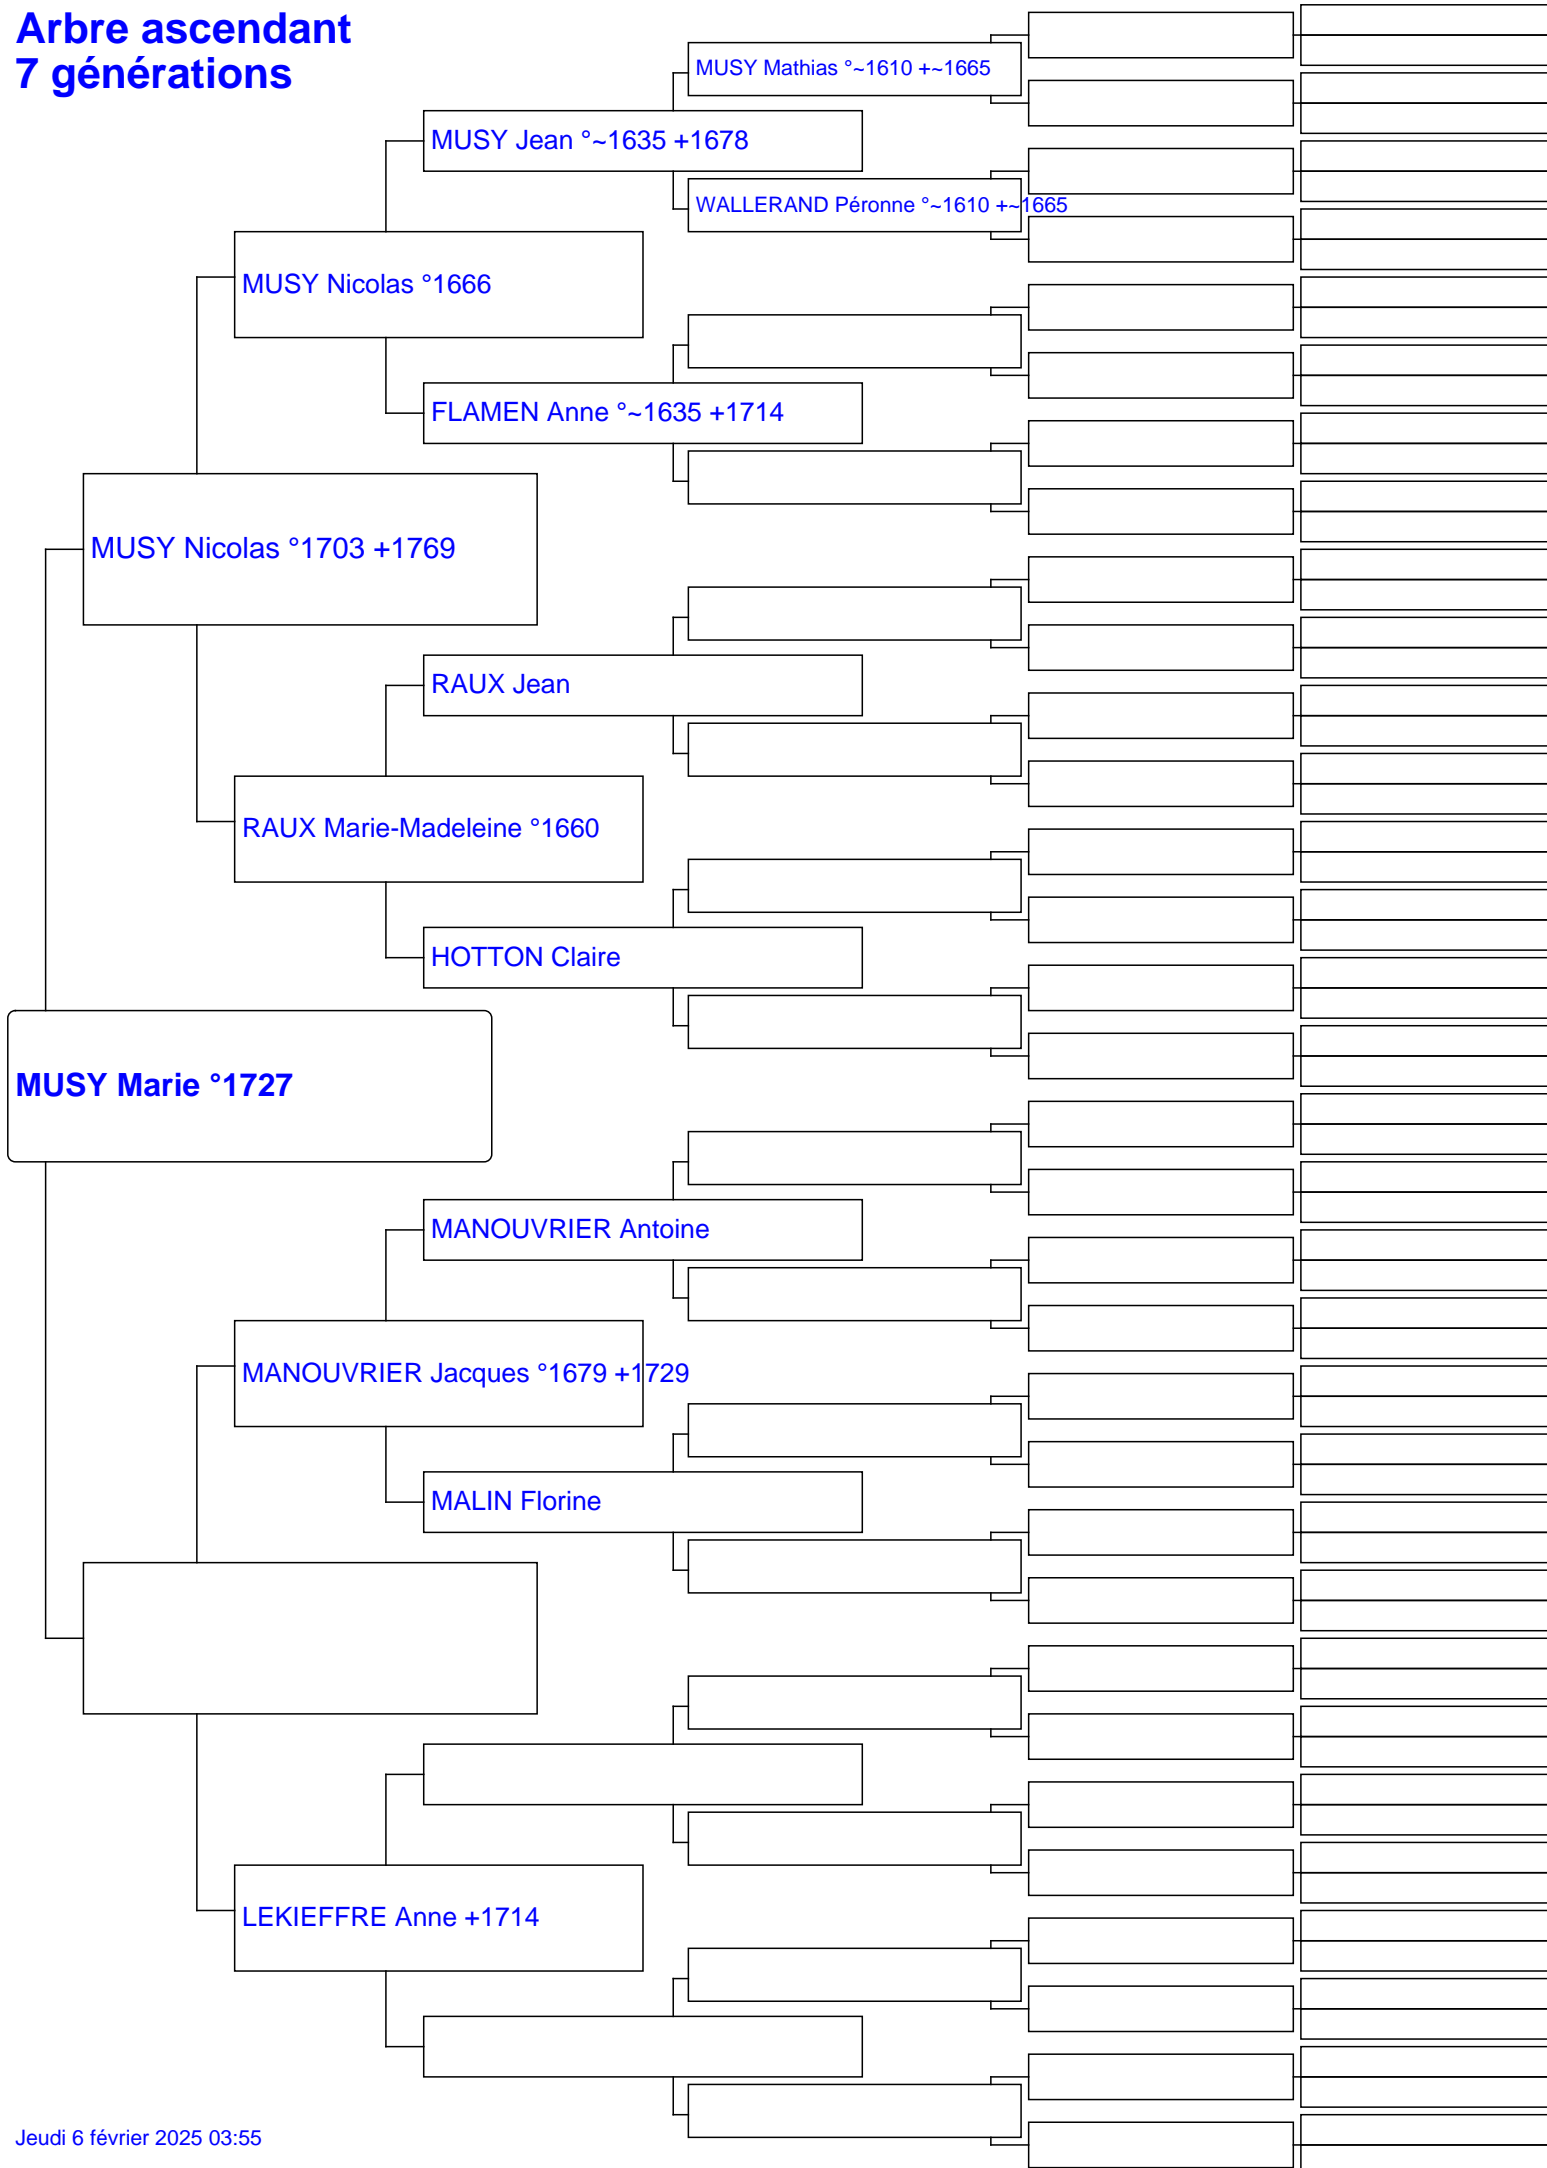 Arbre ascendant
7 générations
MUSY Mathias °~1610 +~1665
MUSY Jean °~1635 +1678
WALLERAND Péronne °~1610 +~1665
MUSY Nicolas °1666
FLAMEN Anne °~1635 +1714
MUSY Nicolas °1703 +1769
RAUX Jean
RAUX Marie-Madeleine °1660
HOTTON Claire
MUSY Marie °1727
MANOUVRIER Antoine
MANOUVRIER Jacques °1679 +1729
MALIN Florine
LEKIEFFRE Anne +1714
Jeudi 6 février 2025 03:55